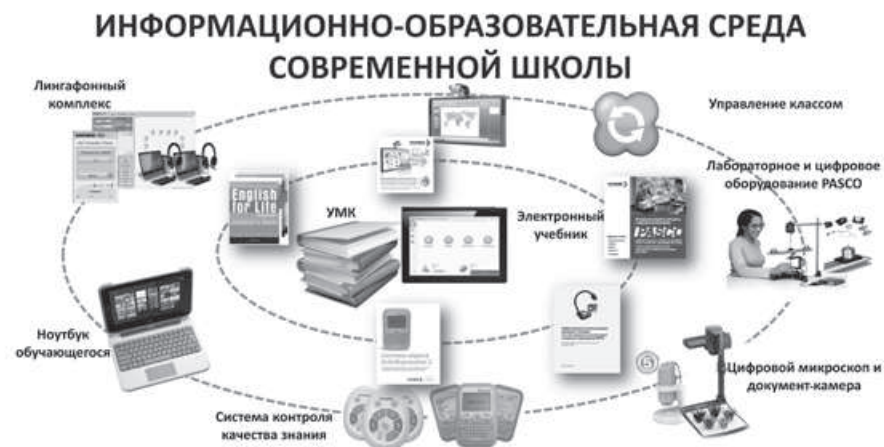 ИНФОРМАЦИОННО-ОБРАЗОВАТЕЛЬНАЯ СРЕДА
СОВРЕМЕННОЙ ШКОЛЫ
Лингафонный
комплекс
Управление классом
Лабораторное и цифровое
оборудование PASCO
English
for Life
УМК
Электронный
учебник
PASCO
Ноутбук
обучающегося
5
Цифровой микроскоп и
документ-камера
Система контроля
качества знания